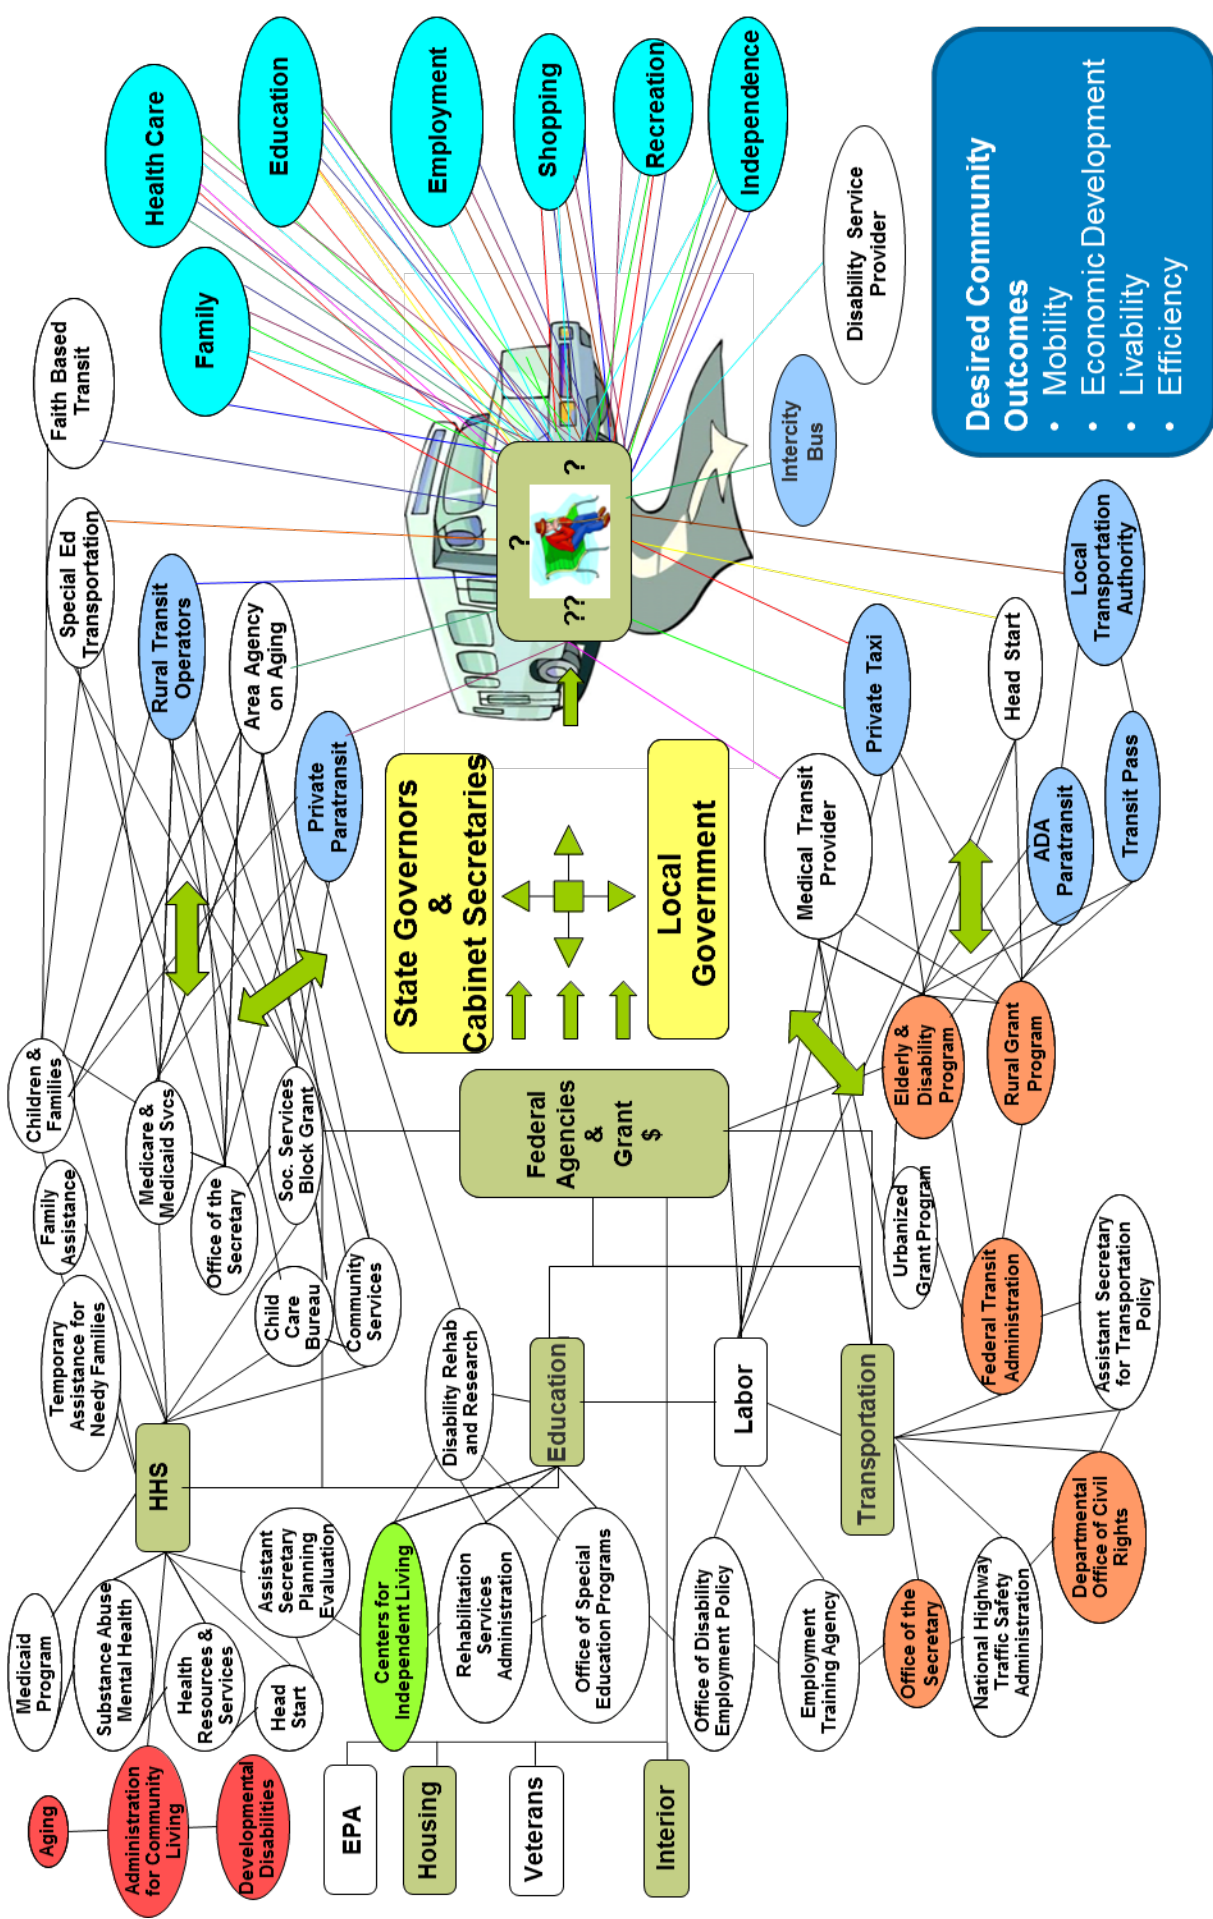 Aging
Administration
for Community
Living
Developmental
Disabilities
Medicaid
Program
Substance Abuse
Mental Health
Health
Resources &
Services
Head
Start
Assistant
Secretary
Planning
Evaluation
HHS
Temporary
Assistance for
Needy Families
Family
Assistance
Children &
Families
Medicare &
Medicaid Svcs
Office of the
Secretary
Soc. Services
Block Grant
Child
Care
Bureau
Community
Services
Faith Based
Transit
Special Ed
Transportation
Rural Transit
Operators
Area Agency
on Aging
Private
Paratransit
Family
Health Care
Education
Employment
Shopping
Recreation
Independence
EPA
Housing
Veterans
Interior
Centers for
Independent Living
Rehabilitation
Services
Administration
Office of Special
Education Programs
Disability Rehab
and Research
Education
Labor
Transportation
Federal
Agencies
&
Grant
$
State Governors
&
Cabinet Secretaries
Local
Government
?
??
?
Office of Disability
Employment Policy
Employment
Training Agency
Office of the
Secretary
National Highway
Traffic Safety
Administration
Departmental
Office of Civil
Rights
Assistant Secretary
for Transportation
Policy
Federal Transit
Administration
Urbanized
Grant Program
Elderly &
Disability
Program
Rural Grant
Program
Medical Transit
Provider
Private Taxi
Head Start
ADA
Paratransit
Transit Pass
Local
Transportation
Authority
Intercity
Bus
Disability Service
Provider
Desired Community
Outcomes
• Mobility
• Economic Development
• Livability
• Efficiency